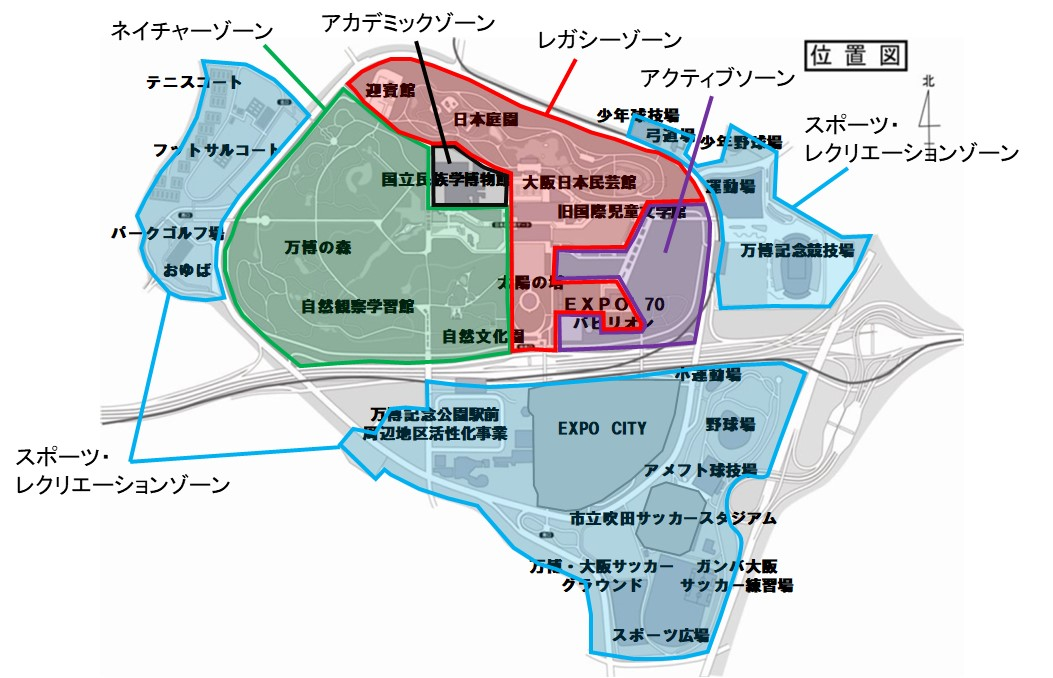 位置図
北
ネイチャーゾーン
アカデミックゾーン
レガシーゾーン
アクティブゾーン
スポーツ・
レクリエーションゾーン
テニスコート
フットサルコート
パークゴルフ場
おゆば
迎賓館
日本庭園
少年球技場
弓道場
少年野球場
運動場
国立民族学博物館
大阪日本民芸館
旧国際児童文学館
万博記念競技場
万博の森
太陽の塔
自然観察学習館
EXPO'70
パビリオン
自然文化園
小運動場
万博記念公園駅前
周辺地区活性化事業
EXPO CITY
野球場
アメフト球技場
スポーツ・
レクリエーションゾーン
市立吹田サッカースタジアム
万博・大阪サッカー
グラウンド
ガンバ大阪
サッカー練習場
スポーツ広場